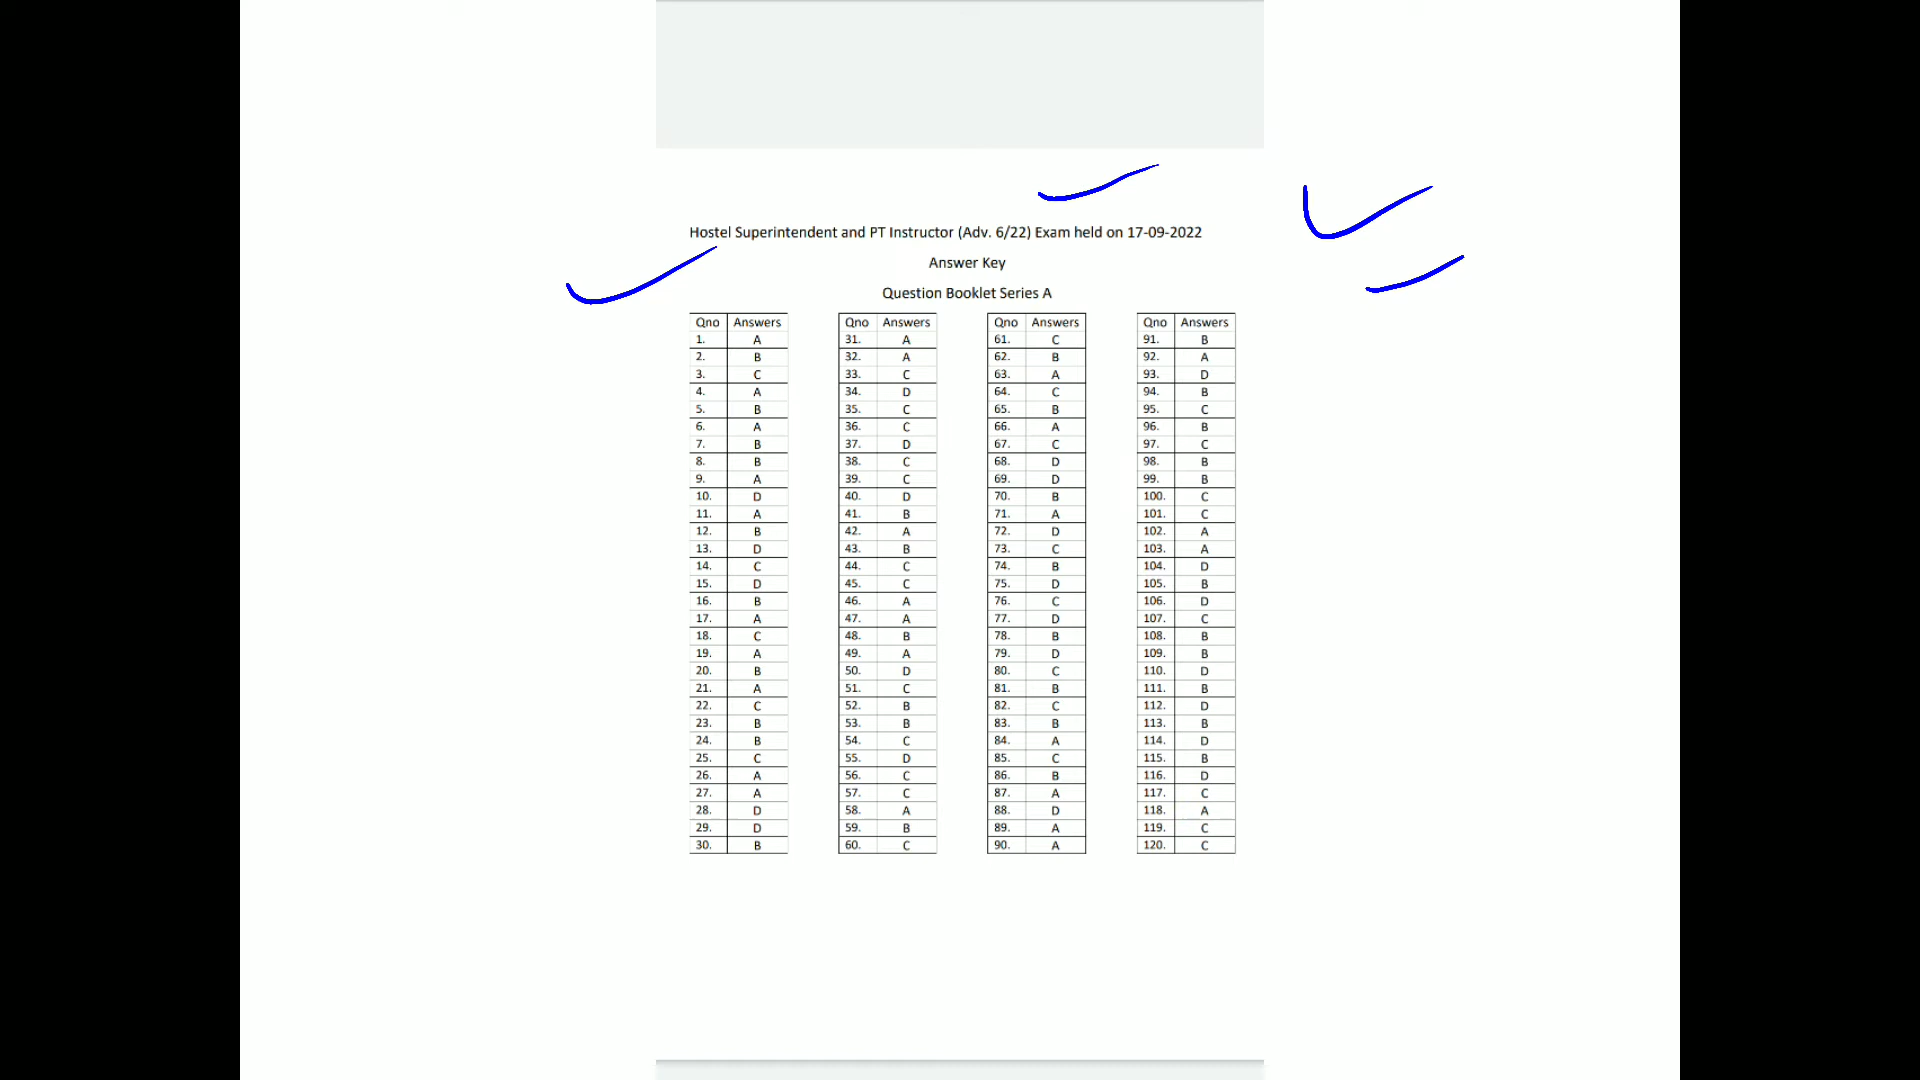 Hostel Superintendent and PT Instructor (Adv. 6/22) Exam held on 17-09-2022
Answer Key
Question Booklet Series A
Qno Answers Qno Answers Qno Answers Qno Answers
1. A 31. A 61. C 91. B
2. B 32. A 62. B 92. A
3. C 33. C 63. A 93. D
4. A 34. D 64. C 94. B
5. B 35. C 65. B 95. C
6. A 36. C 66. A 96. B
7. B 37. D 67. C 97. C
8. B 38. C 68. D 98. B
9. A 39. C 69. D 99. B
10. D 40. D 70. B 100. C
11. A 41. B 71. A 101. C
12. B 42. A 72. D 102. A
13. D 43. B 73. C 103. A
14. C 44. C 74. B 104. D
15. D 45. C 75. D 105. B
16. B 46. A 76. C 106. D
17. A 47. A 77. D 107. C
18. C 48. B 78. B 108. B
19. A 49. A 79. D 109. B
20. B 50. D 80. C 110. D
21. A 51. C 81. B 111. B
22. C 52. B 82. C 112. D
23. B 53. B 83. B 113. B
24. B 54. C 84. A 114. D
25. C 55. D 85. C 115. B
26. A 56. C 86. B 116. D
27. A 57. C 87. A 117. C
28. D 58. A 88. D 118. A
29. D 59. B 89. A 119. C
30. B 60. C 90. A 120. C